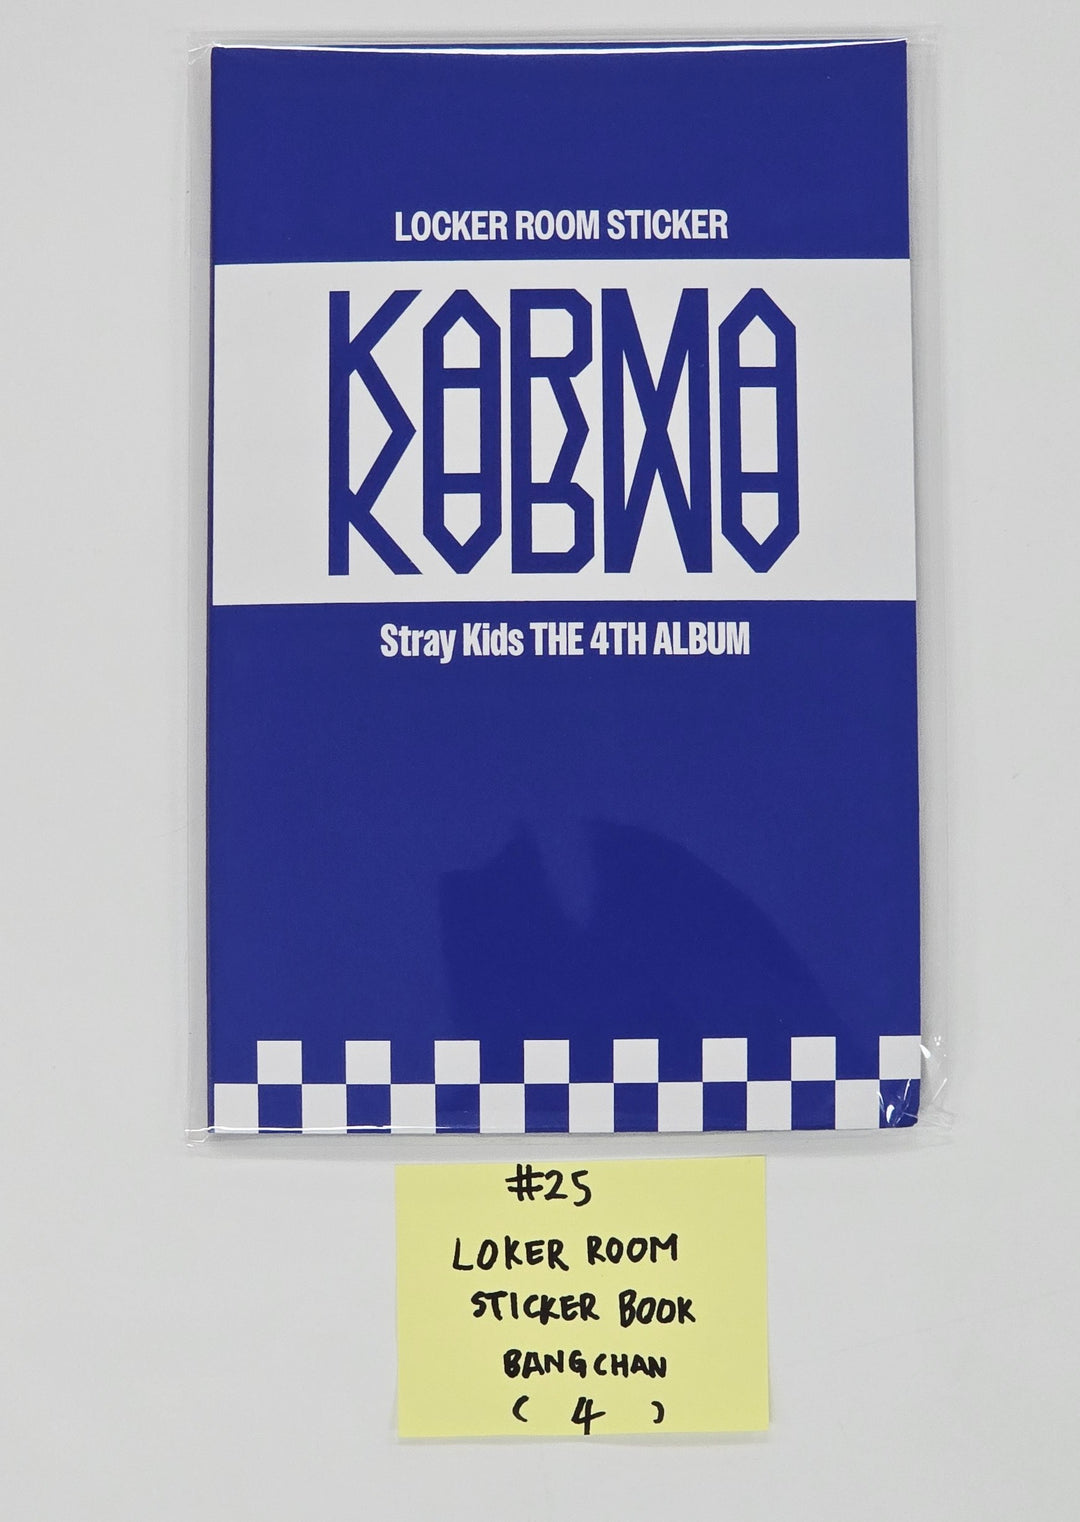 LOCKER ROOM STICKER
KARMA
Stray Kids THE 4TH ALBUM
#25
LOKER ROOM
STICKER BOOK
BANGCHAN
( 4 )